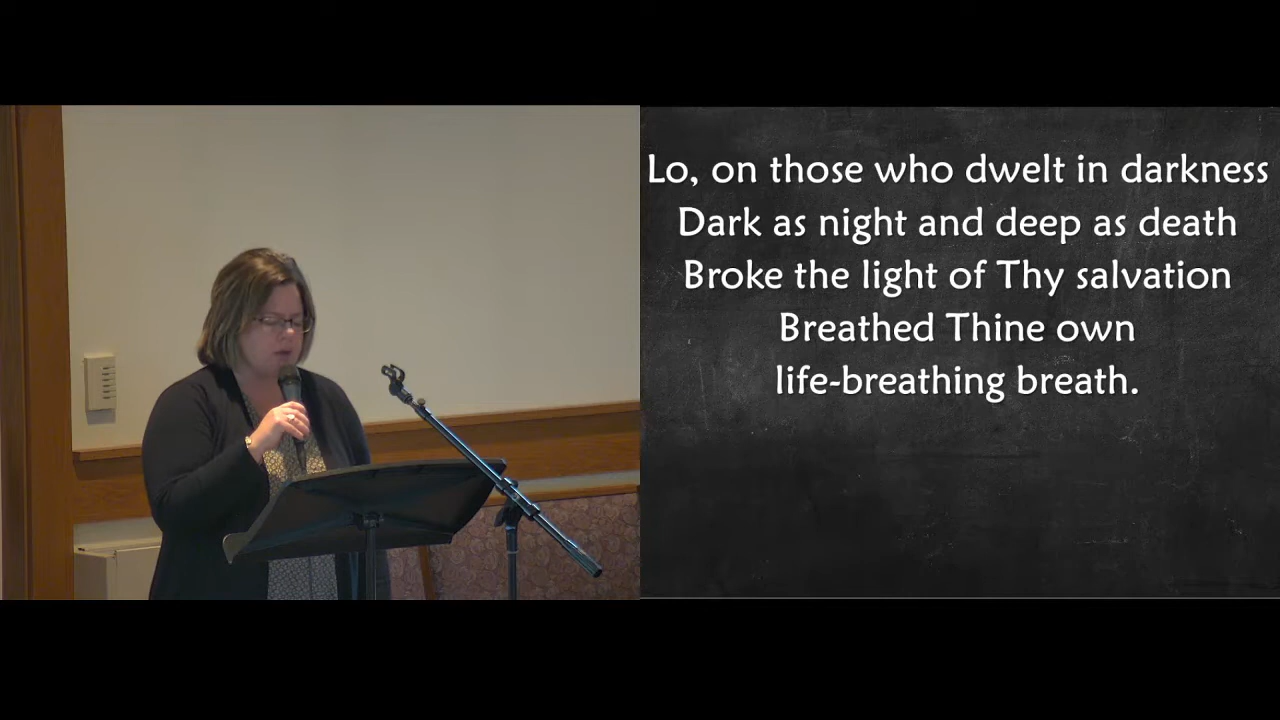 Lo, on those who dwelt in darkness
Dark as night and deep as death
Broke the light of Thy salvation
Breathed Thine own
life-breathing breath.